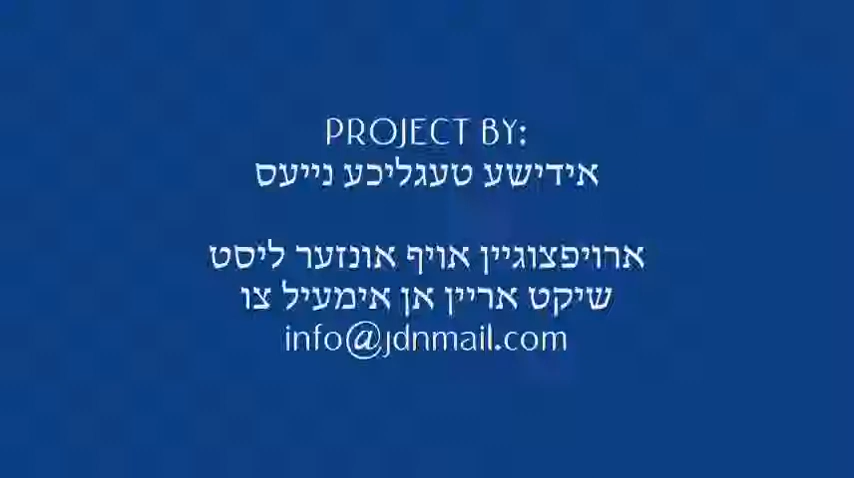 PROJECT BY:
אידישע טעגליכע נייעס
ארויפצוגיין אויף אונזער ליסט
שיקט אריין אן אימעיל צו
info@jdnmail.com